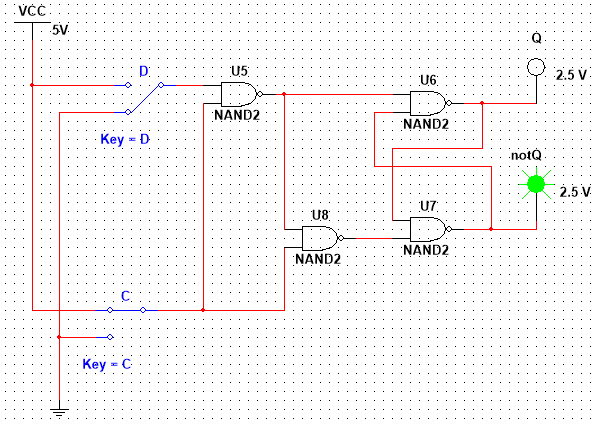 VCC
5V
Q
D
U5
U6
2.5 V
NAND2
NAND2
Key = D
notQ
2.5 V
U8
U7
NAND2
NAND2
C
Key = C